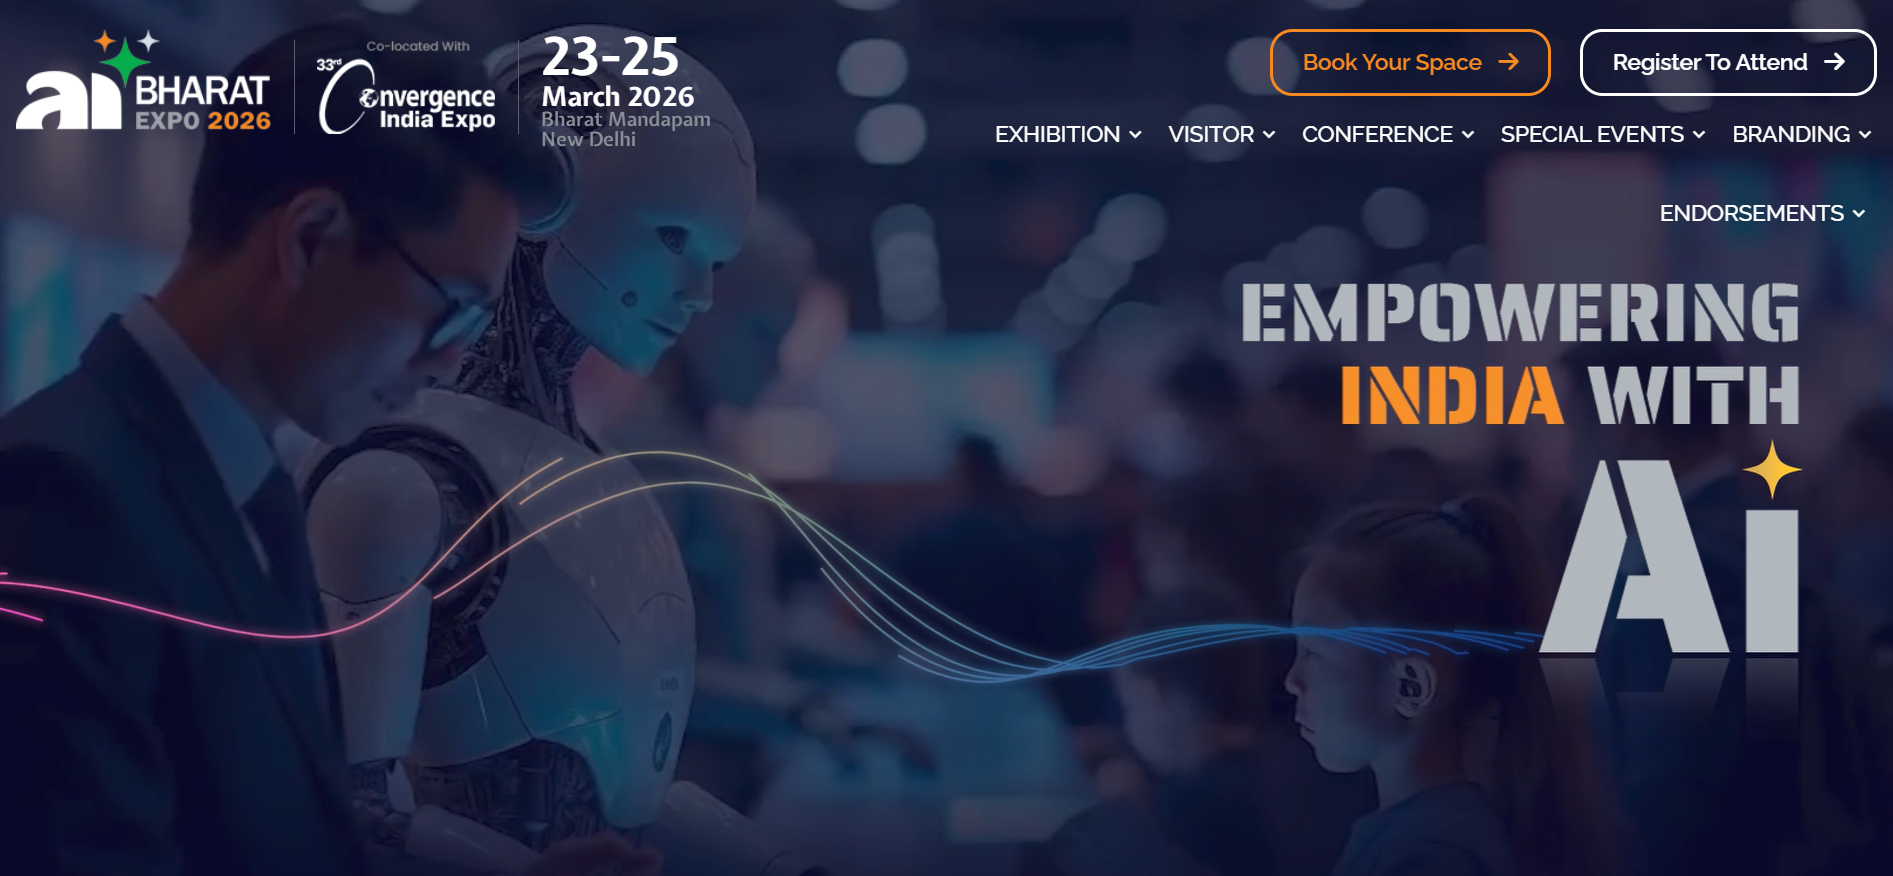 ai BHARAT
EXPO 2026
Co-located With
33rd Convergence
India Expo
23-25
March 2026
Bharat Mandapam
New Delhi
Book Your Space
Register To Attend
EXHIBITION
VISITOR
CONFERENCE
SPECIAL EVENTS
BRANDING
ENDORSEMENTS
EMPOWERING
INDIA WITH
Ai